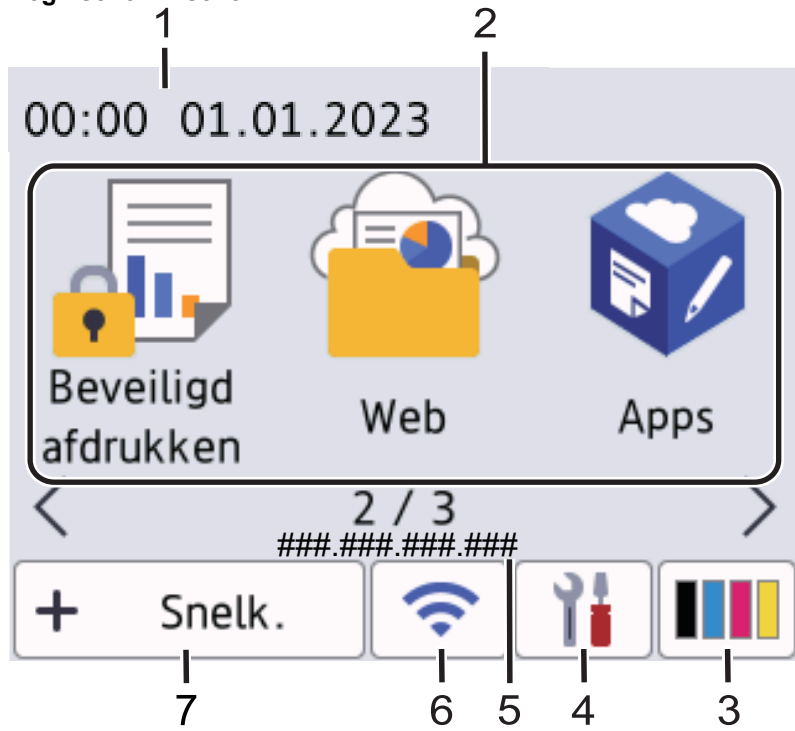 1 2
00:00 01.01.2023
Beveiligd
afdrukken
Web
Apps
< 2 / 3 >
###.###.###.###
+ Snelk.
7 6 5 4 3